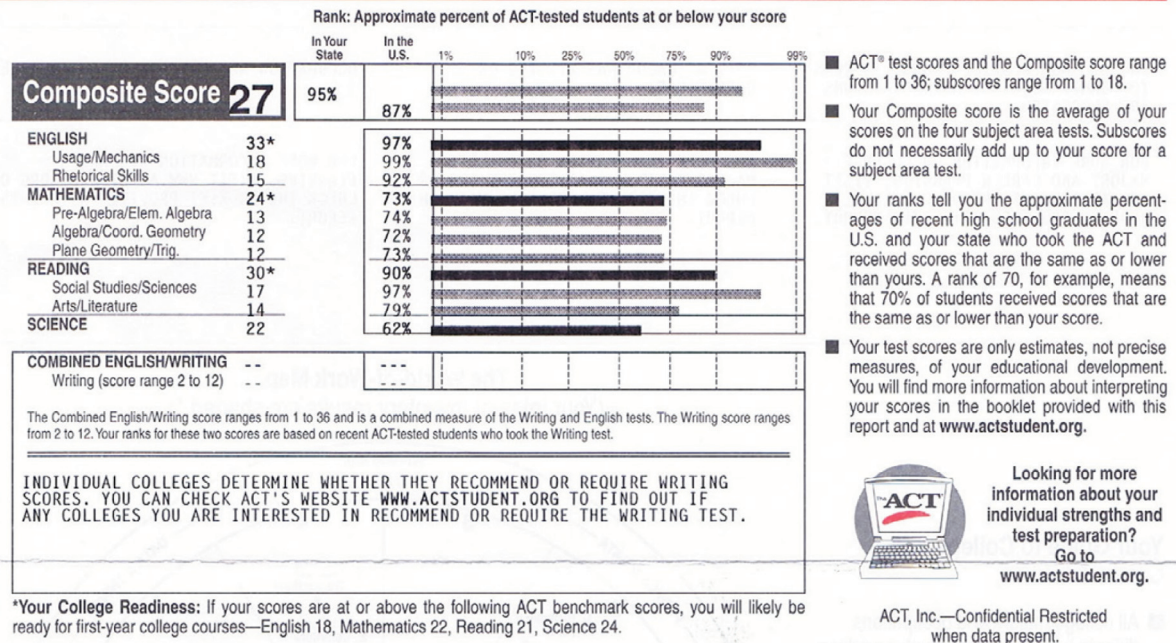 Rank: Approximate percent of ACT-tested students at or below your score
In Your State
In the U.S.
1% 10% 25% 50% 75% 90% 99%
Composite Score 27 95% 87%
ENGLISH 33* 97%
Usage/Mechanics 18 99%
Rhetorical Skills 15 92%
MATHEMATICS 24* 73%
Pre-Algebra/Elem. Algebra 13 74%
Algebra/Coord. Geometry 12 72%
Plane Geometry/Trig. 12 73%
READING 30* 90%
Social Studies/Sciences 17 97%
Arts/Literature 14 79%
SCIENCE 22 62%
COMBINED ENGLISH/WRITING -- ---
Writing (score range 2 to 12) -- ---
The Combined English/Writing score ranges from 1 to 36 and is a combined measure of the Writing and English tests. The Writing score ranges
from 2 to 12. Your ranks for these two scores are based on recent ACT-tested students who took the Writing test.
INDIVIDUAL COLLEGES DETERMINE WHETHER THEY RECOMMEND OR REQUIRE WRITING
SCORES. YOU CAN CHECK ACT'S WEBSITE WWW.ACTSTUDENT.ORG TO FIND OUT IF
ANY COLLEGES YOU ARE INTERESTED IN RECOMMEND OR REQUIRE THE WRITING TEST.
*Your College Readiness: If your scores are at or above the following ACT benchmark scores, you will likely be
ready for first-year college courses—English 18, Mathematics 22, Reading 21, Science 24.
■ ACT® test scores and the Composite score range
from 1 to 36; subscores range from 1 to 18.
■ Your Composite score is the average of your
scores on the four subject area tests. Subscores
do not necessarily add up to your score for a
subject area test.
■ Your ranks tell you the approximate percent-
ages of recent high school graduates in the
U.S. and your state who took the ACT and
received scores that are the same as or lower
than yours. A rank of 70, for example, means
that 70% of students received scores that are
the same as or lower than your score.
■ Your test scores are only estimates, not precise
measures, of your educational development.
You will find more information about interpreting
your scores in the booklet provided with this
report and at www.actstudent.org.
The ACT
Looking for more
information about your
individual strengths and
test preparation?
Go to
www.actstudent.org.
ACT, Inc.—Confidential Restricted
when data present.